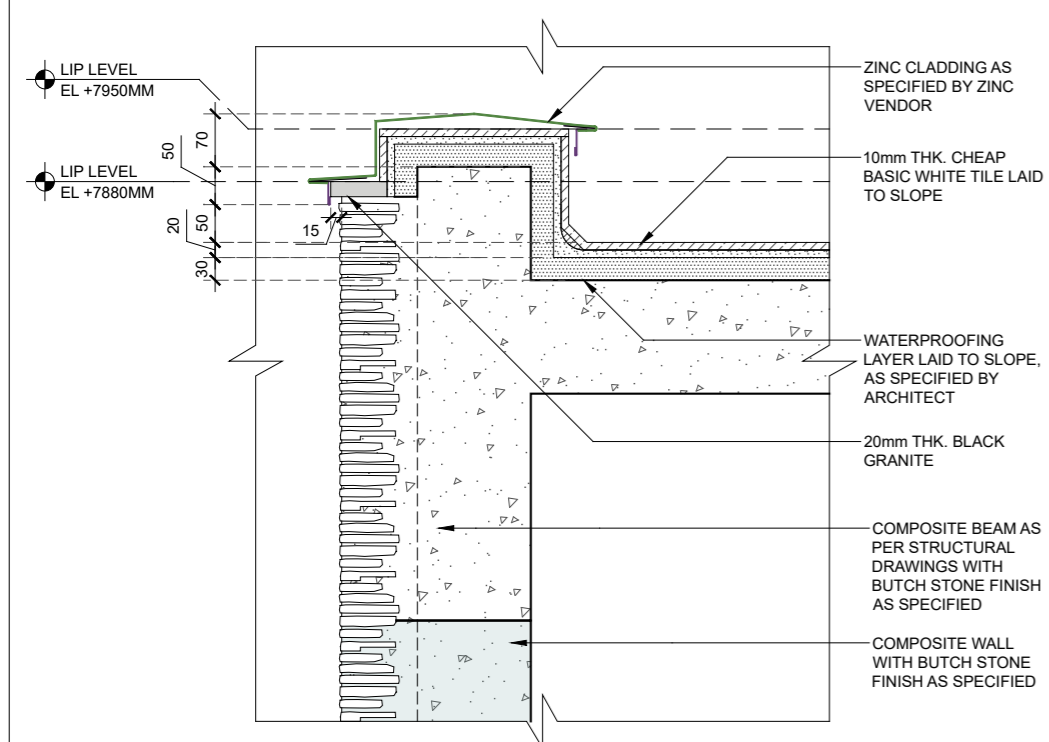 LIP LEVEL
EL +7950MM
LIP LEVEL
EL +7880MM
70
50
50
20
30
15
ZINC CLADDING AS
SPECIFIED BY ZINC
VENDOR
10mm THK. CHEAP
BASIC WHITE TILE LAID
TO SLOPE
WATERPROOFING
LAYER LAID TO SLOPE,
AS SPECIFIED BY
ARCHITECT
20mm THK. BLACK
GRANITE
COMPOSITE BEAM AS
PER STRUCTURAL
DRAWINGS WITH
BUTCH STONE FINISH
AS SPECIFIED
COMPOSITE WALL
WITH BUTCH STONE
FINISH AS SPECIFIED